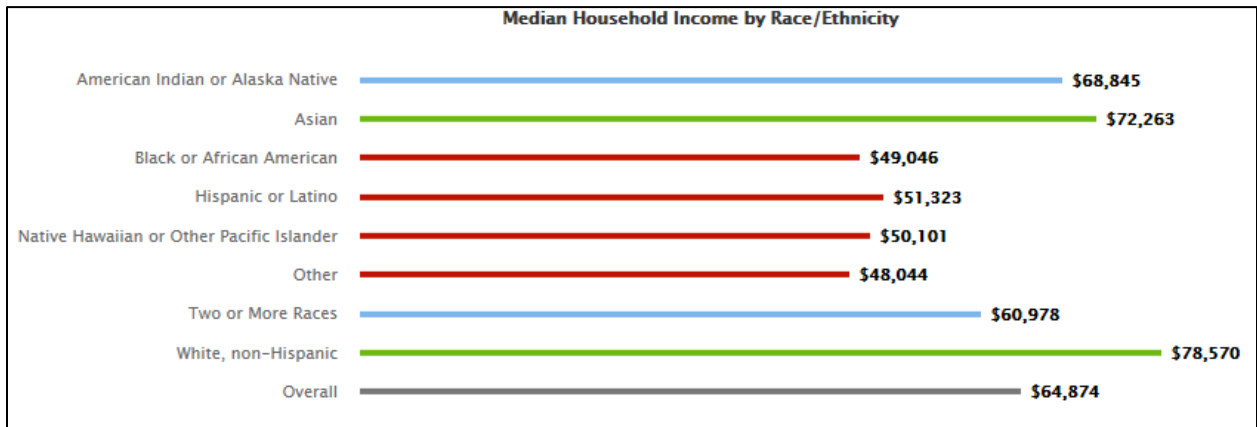 Median Household Income by Race/Ethnicity
American Indian or Alaska Native $68,845
Asian $72,263
Black or African American $49,046
Hispanic or Latino $51,323
Native Hawaiian or Other Pacific Islander $50,101
Other $48,044
Two or More Races $60,978
White, non-Hispanic $78,570
Overall $64,874